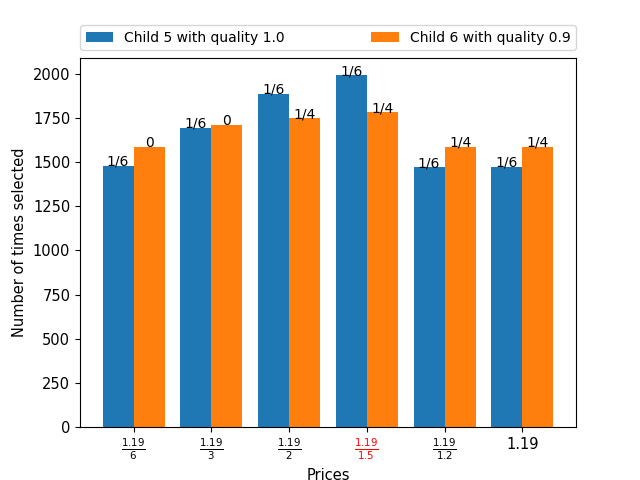 Child 5 with quality 1.0 Child 6 with quality 0.9
Number of times selected
2000
1750
1500
1250
1000
750
500
250
0
1/6 0 1/6 0 1/6 1/4 1/6 1/4 1/6 1/4 1/6 1/4
1.19/6 1.19/3 1.19/2 1.19/1.5 1.19/1.2 1.19
Prices